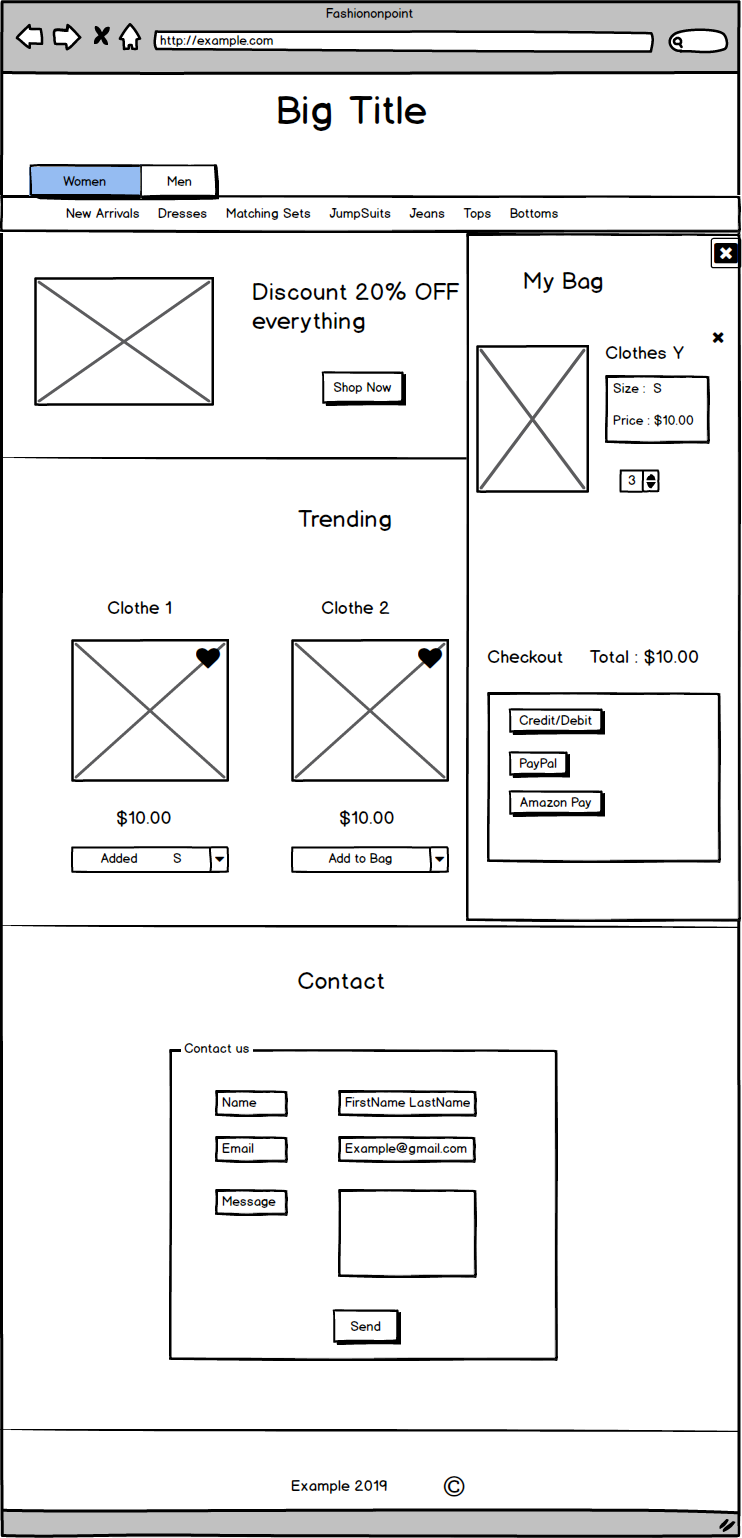 Fashiononpoint
http://example.com
Big Title
Women Men
New Arrivals Dresses Matching Sets JumpSuits Jeans Tops Bottoms
Discount 20% OFF
everything
Shop Now
My Bag
Clothes Y
Size : S
Price : $10.00
3
Trending
Clothe 1
Clothe 2
$10.00
$10.00
Added S
Add to Bag
Checkout Total : $10.00
Credit/Debit
PayPal
Amazon Pay
Contact
Contact us
Name FirstName LastName
Email Example@gmail.com
Message
Send
Example 2019 ©